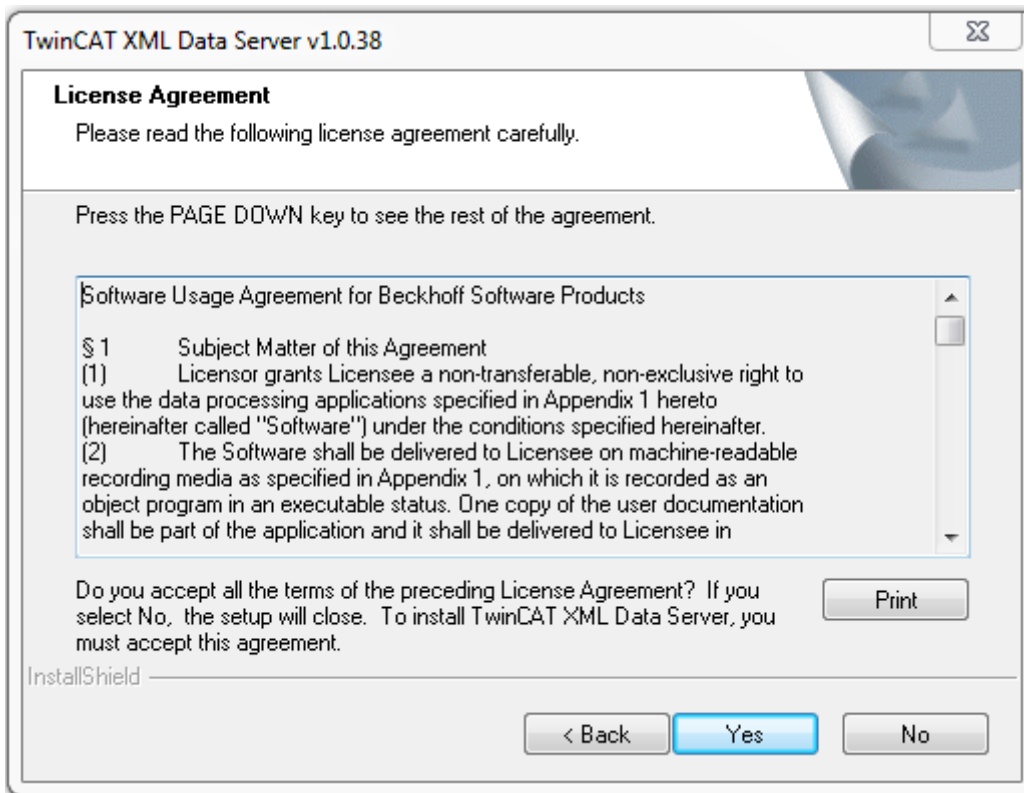 TwinCAT XML Data Server v1.0.38
License Agreement
Please read the following license agreement carefully.
Press the PAGE DOWN key to see the rest of the agreement.
Software Usage Agreement for Beckhoff Software Products
§ 1 Subject Matter of this Agreement
(1) Licensor grants Licensee a non-transferable, non-exclusive right to
use the data processing applications specified in Appendix 1 hereto
(hereinafter called "Software") under the conditions specified hereinafter.
(2) The Software shall be delivered to Licensee on machine-readable
recording media as specified in Appendix 1, on which it is recorded as an
object program in an executable status. One copy of the user documentation
shall be part of the application and it shall be delivered to Licensee in
Do you accept all the terms of the preceding License Agreement? If you
select No, the setup will close. To install TwinCAT XML Data Server, you
must accept this agreement.
Print
InstallShield
< Back
Yes
No